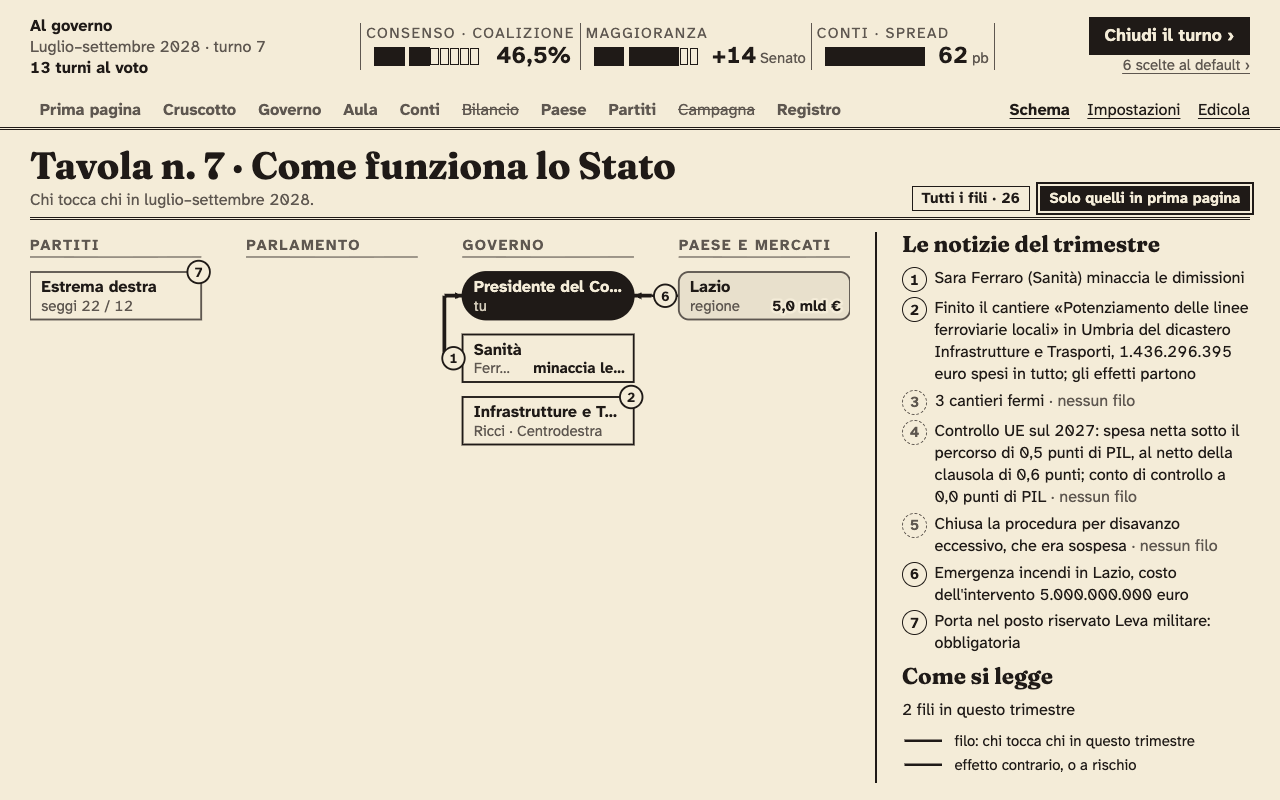 Al governo
Luglio–settembre 2028 · turno 7
13 turni al voto
CONSENSO · COALIZIONE
46,5%
MAGGIORANZA
+14 Senato
CONTI · SPREAD
62 pb
Chiudi il turno ›
6 scelte al default ›
Prima pagina Cruscotto Governo Aula Conti Bilancio Paese Partiti Campagna Registro
Schema Impostazioni Edicola
Tavola n. 7 · Come funziona lo Stato
Chi tocca chi in luglio–settembre 2028.
Tutti i fili · 26
Solo quelli in prima pagina
PARTITI
PARLAMENTO
GOVERNO
PAESE E MERCATI
7
Estrema destra
seggi 22 / 12
Presidente del Co...
tu
6
Lazio
regione 5,0 mld €
1
Sanità
Ferr... minaccia le...
2
Infrastrutture e T...
Ricci · Centrodestra
Le notizie del trimestre
1 Sara Ferraro (Sanità) minaccia le dimissioni
2 Finito il cantiere «Potenziamento delle linee
ferroviarie locali» in Umbria del dicastero
Infrastrutture e Trasporti, 1.436.296.395
euro spesi in tutto; gli effetti partono
3 3 cantieri fermi · nessun filo
4 Controllo UE sul 2027: spesa netta sotto il
percorso di 0,5 punti di PIL, al netto della
clausola di 0,6 punti; conto di controllo a
0,0 punti di PIL · nessun filo
5 Chiusa la procedura per disavanzo
eccessivo, che era sospesa · nessun filo
6 Emergenza incendi in Lazio, costo
dell'intervento 5.000.000.000 euro
7 Porta nel posto riservato Leva militare:
obbligatoria
Come si legge
2 fili in questo trimestre
filo: chi tocca chi in questo trimestre
effetto contrario, o a rischio